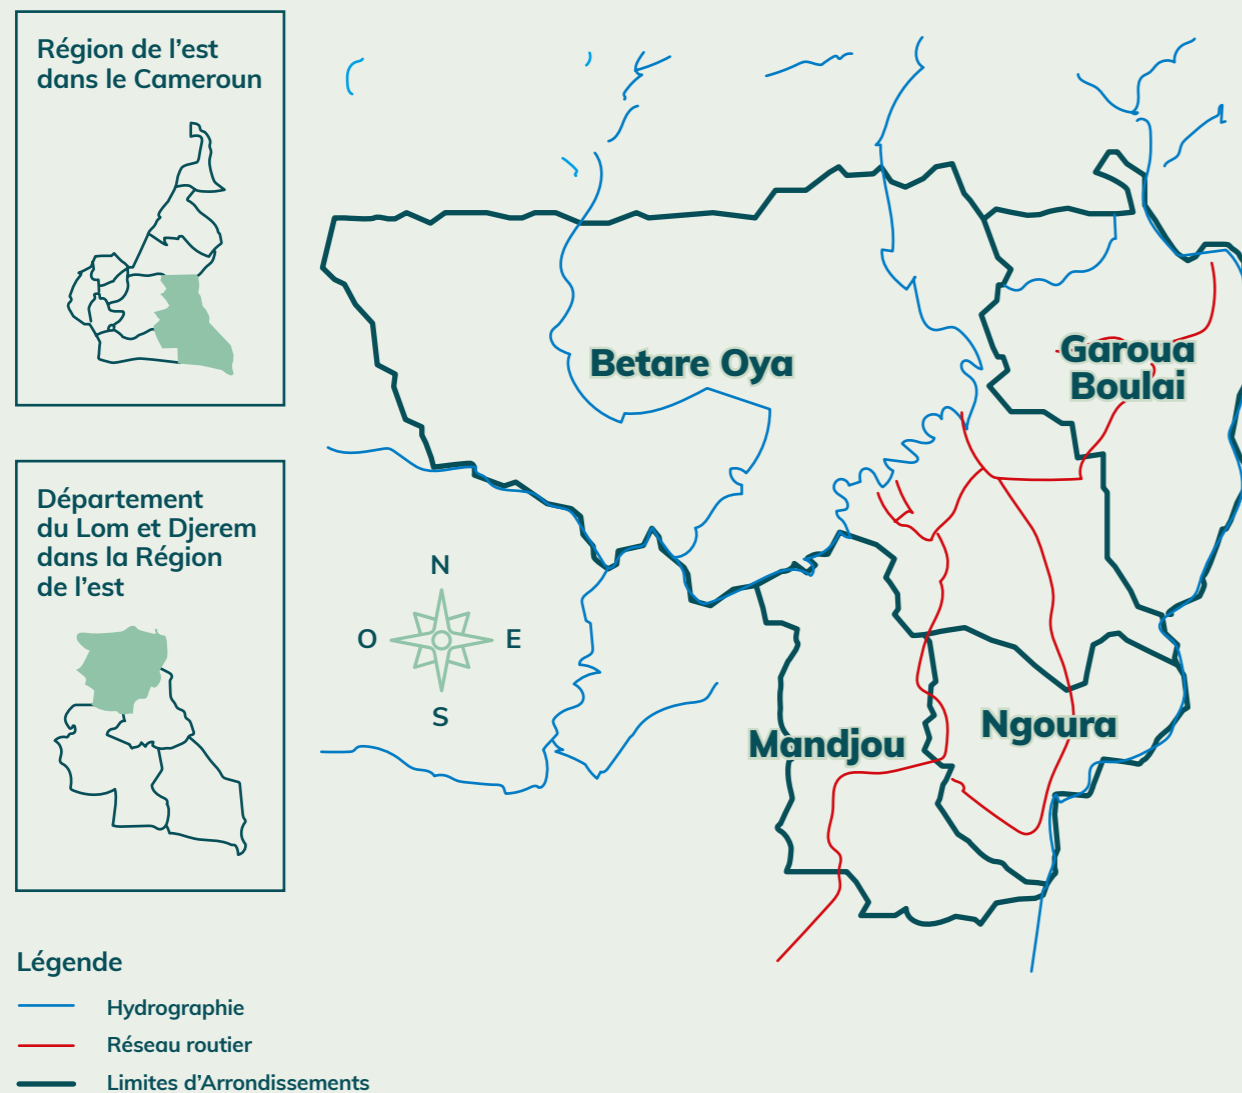 Région de l'est
dans le Cameroun
Département
du Lom et Djerem
dans la Région
de l'est
Betare Oya
Garoua
Boulai
N
O
E
S
Mandjou
Ngoura
Légende
Hydrographie
Réseau routier
Limites d'Arrondissements